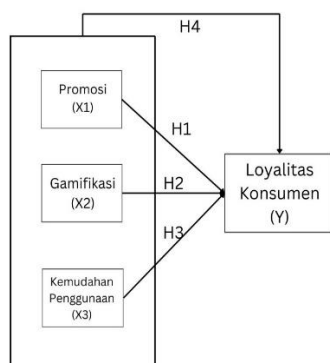 H4
Promosi
(X1)
H1
Gamifikasi
(X2)
H2
Loyalitas
Konsumen
(Y)
H3
Kemudahan
Penggunaan
(X3)